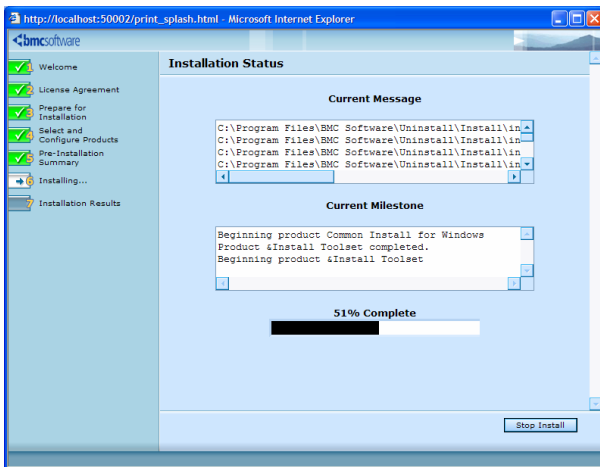 http://localhost:50002/print_splash.html - Microsoft Internet Explorer
bmcsoftware
1 Welcome
2 License Agreement
3 Prepare for
Installation
4 Select and
Configure Products
5 Pre-Installation
Summary
6 Installing...
7 Installation Results
Installation Status
Current Message
C:\Program Files\BMC Software\Uninstall\Install\in
C:\Program Files\BMC Software\Uninstall\Install\in
C:\Program Files\BMC Software\Uninstall\Install\in
C:\Program Files\BMC Software\Uninstall\Install\in
Current Milestone
Beginning product Common Install for Windows
Product &Install Toolset completed.
Beginning product &Install Toolset
51% Complete
Stop Install